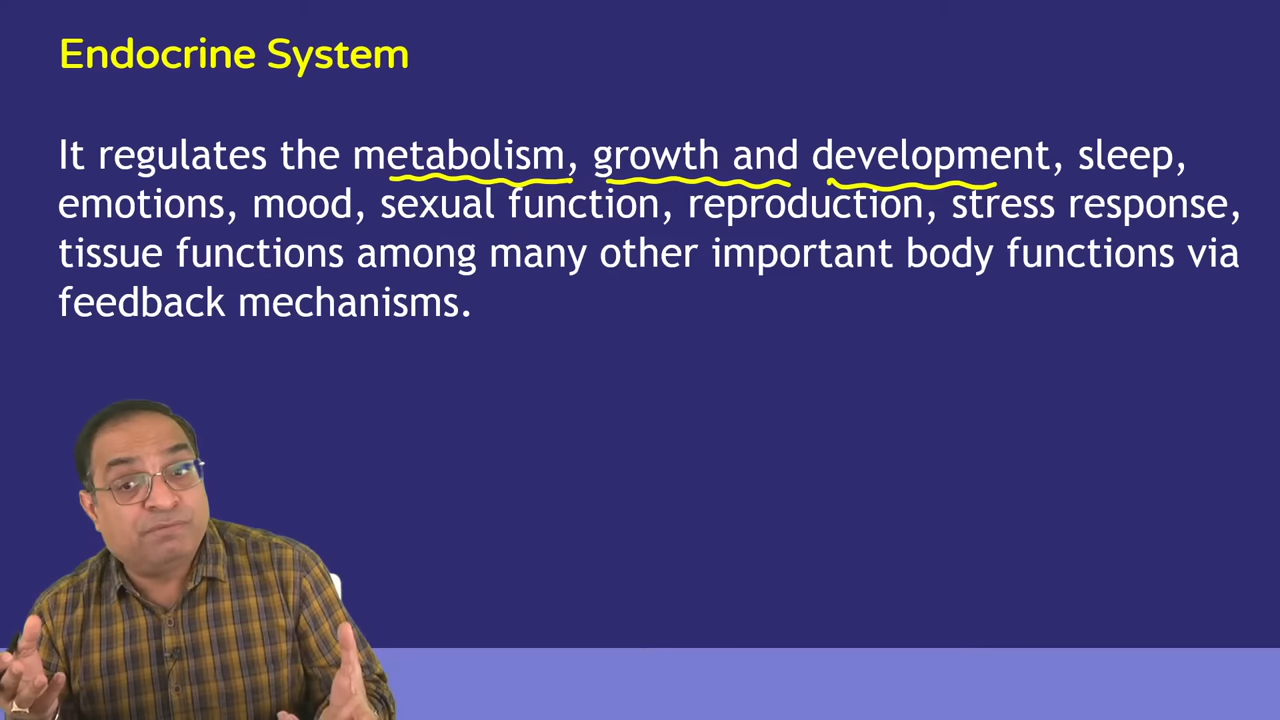 Endocrine System
It regulates the metabolism, growth and development, sleep,
emotions, mood, sexual function, reproduction, stress response,
tissue functions among many other important body functions via
feedback mechanisms.